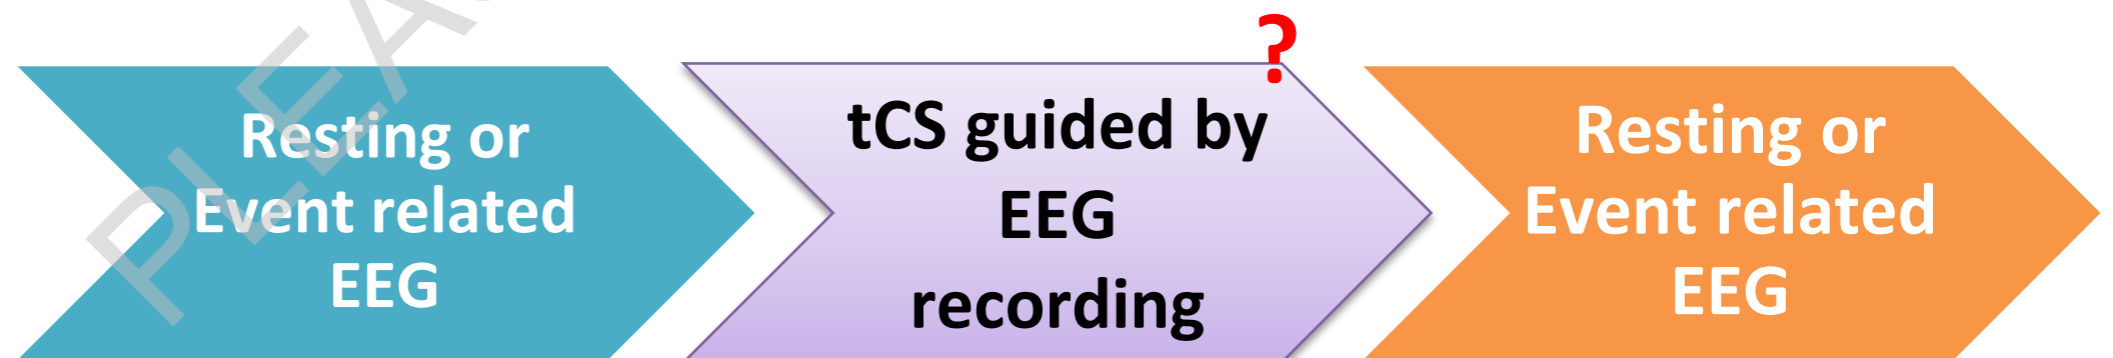 Resting or
Event related
EEG
?
tCS guided by
EEG
recording
Resting or
Event related
EEG